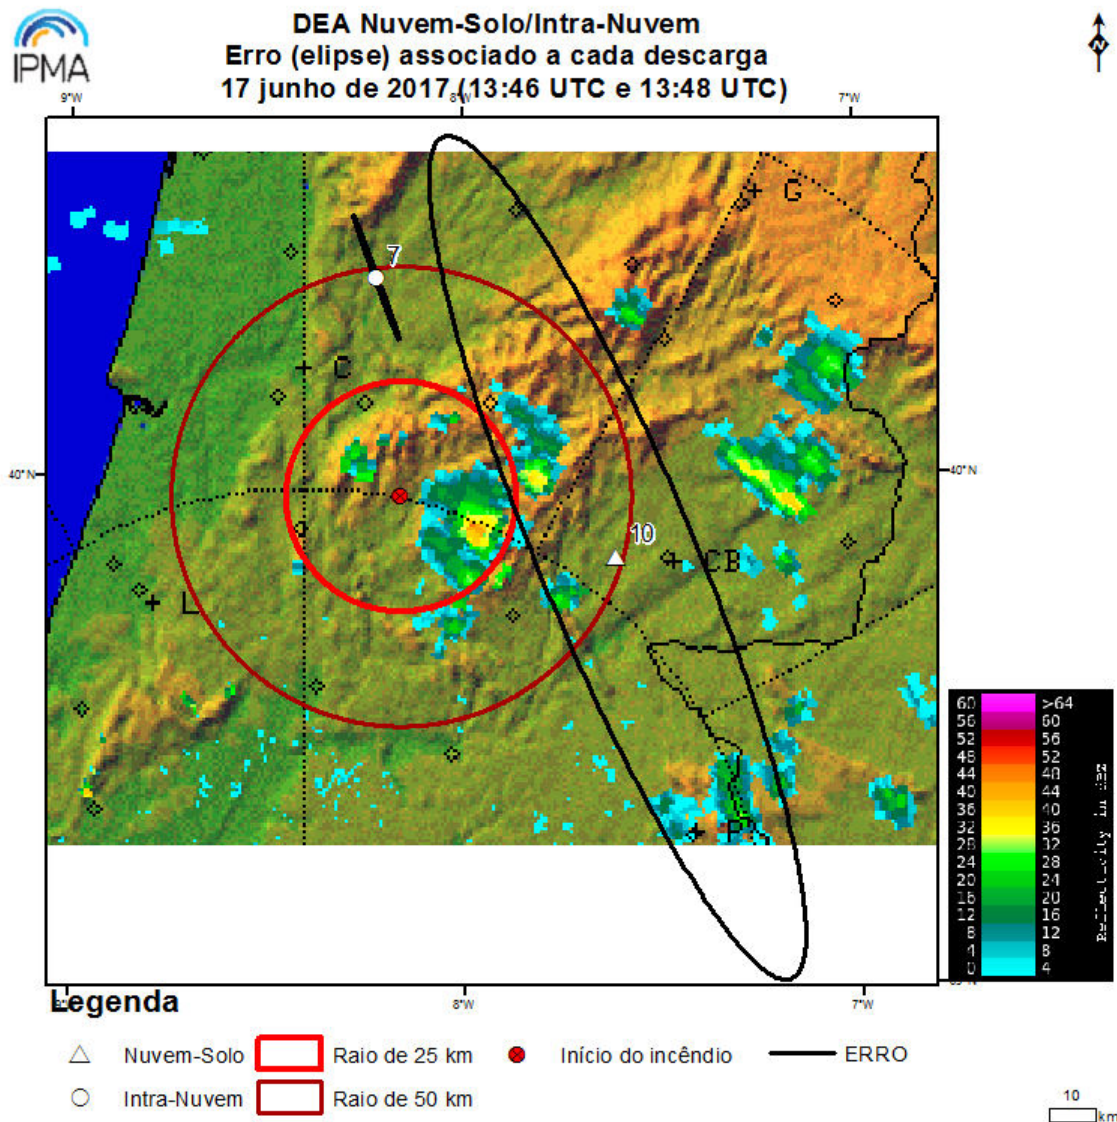 IPMA
DEA Nuvem-Solo/Intra-Nuvem
Erro (elipse) associado a cada descarga
17 junho de 2017 (13:46 UTC e 13:48 UTC)
N
9°W 8°W 7°W
G
7
C
40°N 40°N
10
CB
L
P
60 >64
56 60
52 56
48 52
44 48
40 44
36 40
32 36
28 32
24 28
20 24
16 20
12 16
8 12
4 8
0 4
Reflectivity in dBZ
9°W 8°W 7°W
Legenda
Nuvem-Solo Raio de 25 km Início do incêndio ERRO
Intra-Nuvem Raio de 50 km
10
km